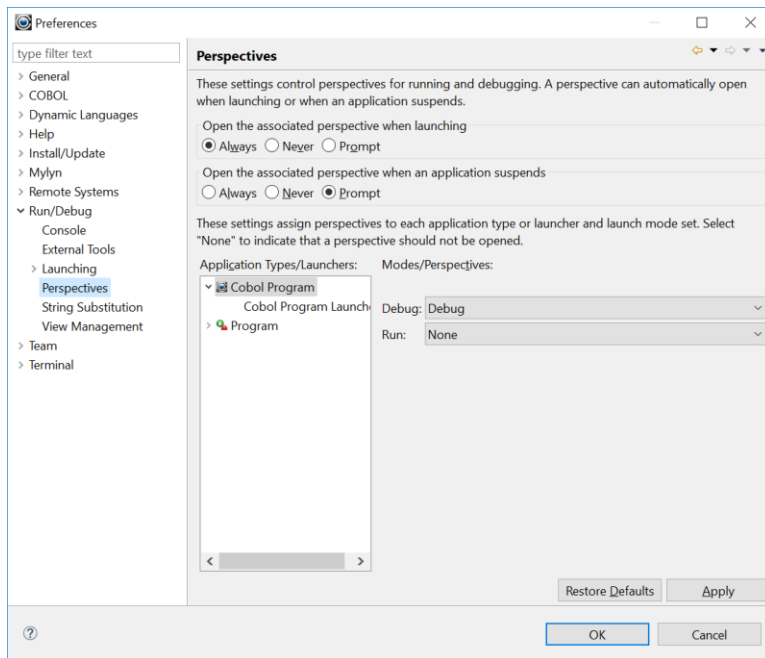 Preferences
type filter text
General
COBOL
Dynamic Languages
Help
Install/Update
Mylyn
Remote Systems
Run/Debug
Console
External Tools
Launching
Perspectives
String Substitution
View Management
Team
Terminal
Perspectives
These settings control perspectives for running and debugging. A perspective can automatically open
when launching or when an application suspends.
Open the associated perspective when launching
Always Never Prompt
Open the associated perspective when an application suspends
Always Never Prompt
These settings assign perspectives to each application type or launcher and launch mode set. Select
"None" to indicate that a perspective should not be opened.
Application Types/Launchers: Modes/Perspectives:
Cobol Program
Cobol Program Launch
Program
Debug: Debug
Run: None
Restore Defaults Apply
? OK Cancel